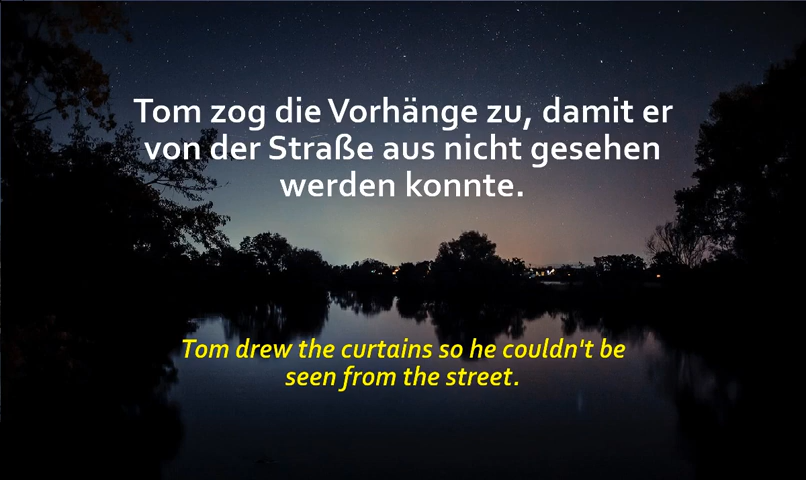 Tom zog die Vorhänge zu, damit er
von der Straße aus nicht gesehen
werden konnte.
Tom drew the curtains so he couldn't be
seen from the street.